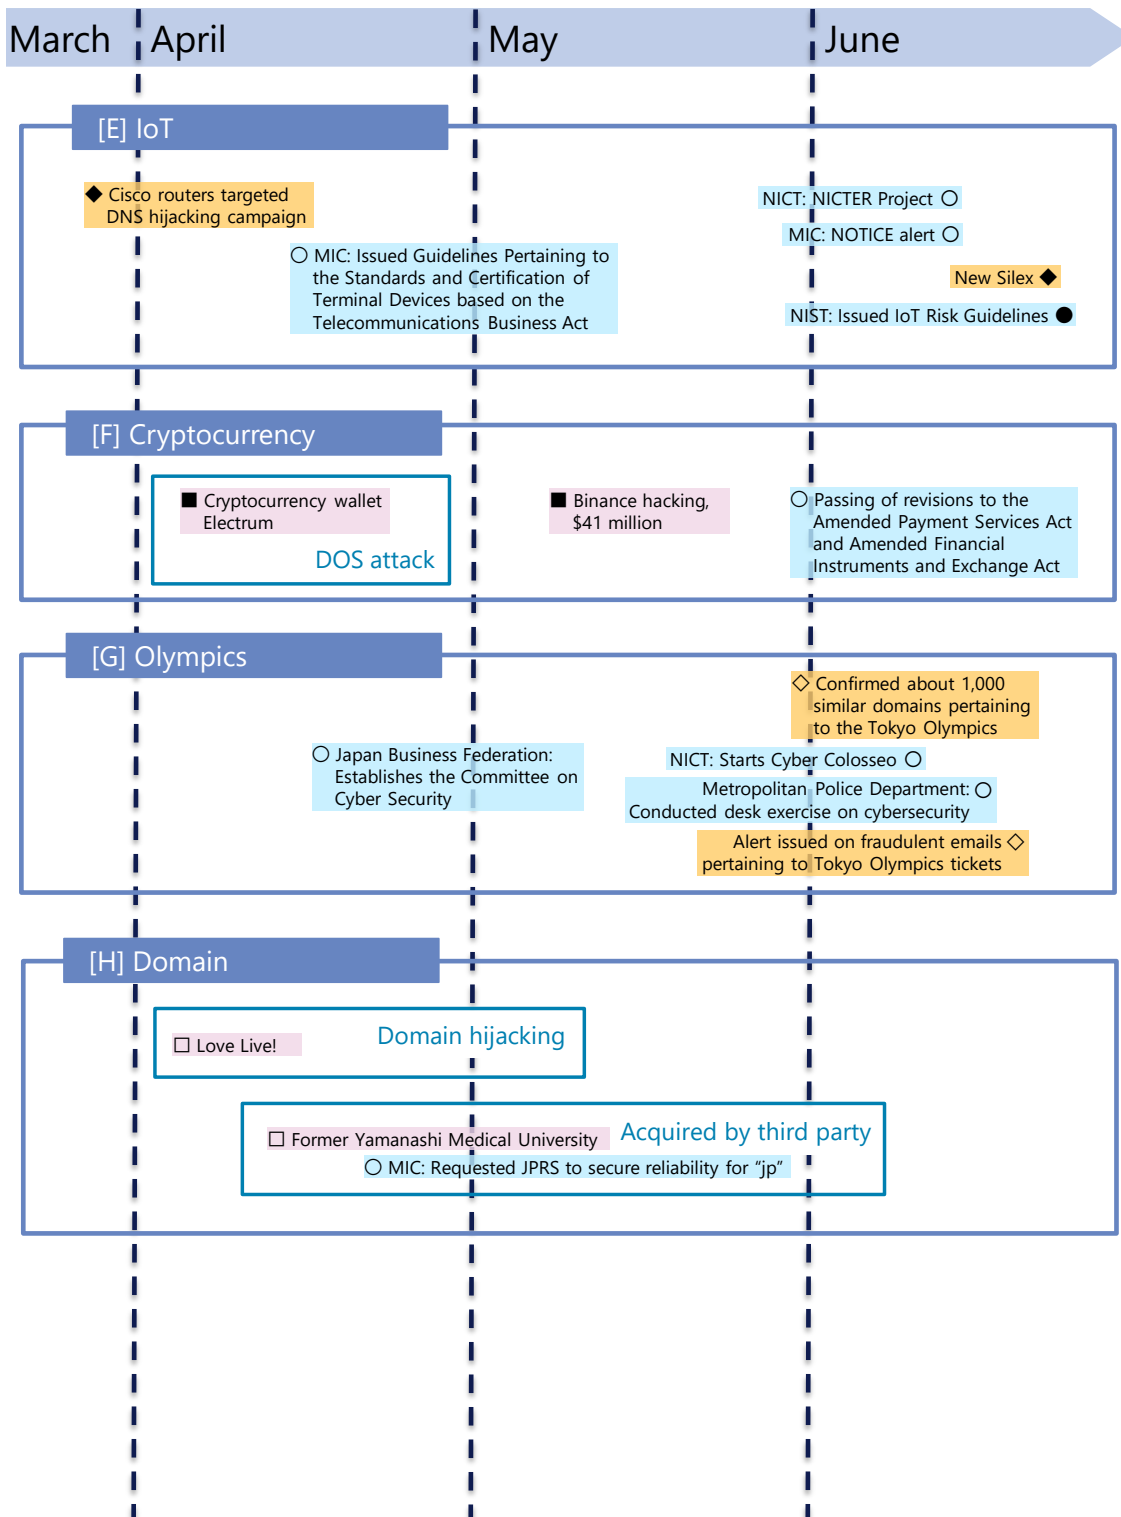 March April May June
[E] IoT
◆ Cisco routers targeted
DNS hijacking campaign
NICT: NICTER Project ○
MIC: NOTICE alert ○
○ MIC: Issued Guidelines Pertaining to
the Standards and Certification of
Terminal Devices based on the
Telecommunications Business Act
New Silex ◆
NIST: Issued IoT Risk Guidelines ●
[F] Cryptocurrency
■ Cryptocurrency wallet
Electrum
DOS attack
■ Binance hacking,
$41 million
○ Passing of revisions to the
Amended Payment Services Act
and Amended Financial
Instruments and Exchange Act
[G] Olympics
◇ Confirmed about 1,000
similar domains pertaining
to the Tokyo Olympics
○ Japan Business Federation:
Establishes the Committee on
Cyber Security
NICT: Starts Cyber Colosseo ○
Metropolitan Police Department: ○
Conducted desk exercise on cybersecurity
Alert issued on fraudulent emails ◇
pertaining to Tokyo Olympics tickets
[H] Domain
□ Love Live!
Domain hijacking
□ Former Yamanashi Medical University
Acquired by third party
○ MIC: Requested JPRS to secure reliability for “jp”